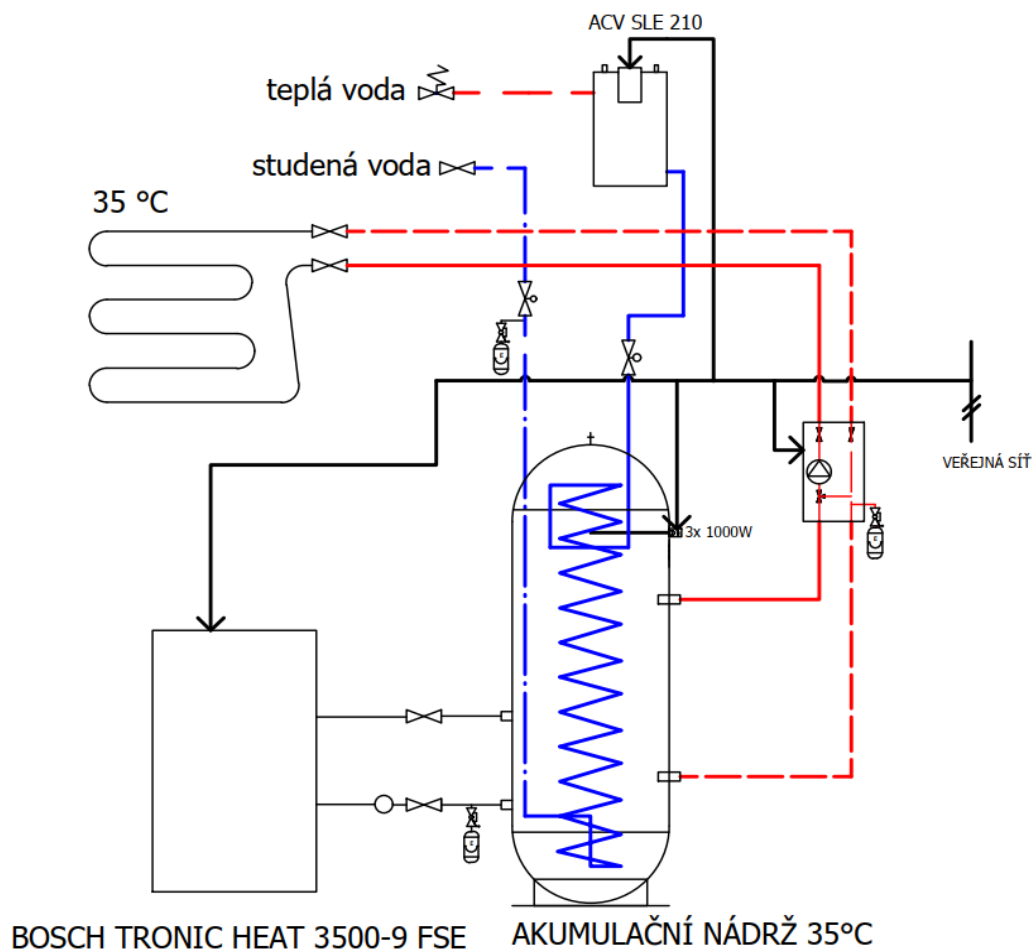 ACV SLE 210
teplá voda
studená voda
35 °C
VEŘEJNÁ SÍŤ
3x 1000W
E
E
E
BOSCH TRONIC HEAT 3500-9 FSE
AKUMULAČNÍ NÁDRŽ 35°C